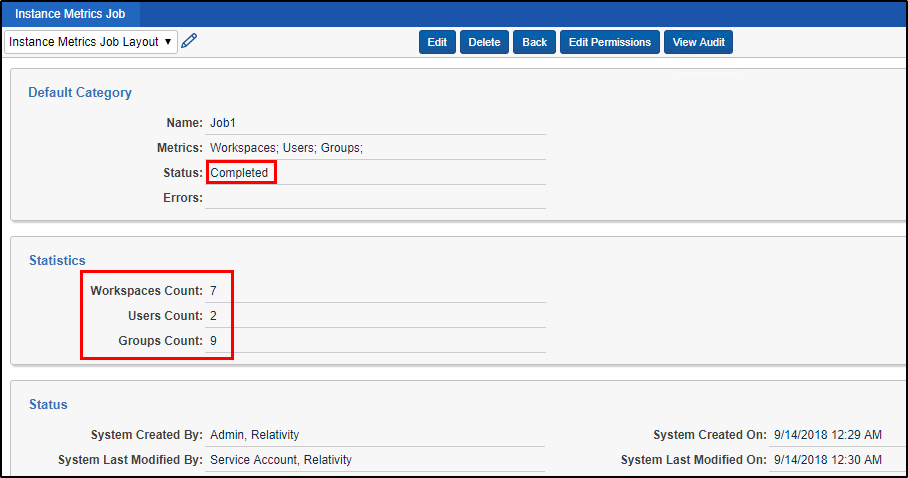 Instance Metrics Job
Instance Metrics Job Layout ▼ Edit Delete Back Edit Permissions View Audit
Default Category
Name: Job1
Metrics: Workspaces; Users; Groups;
Status: Completed
Errors:
Statistics
Workspaces Count: 7
Users Count: 2
Groups Count: 9
Status
System Created By: Admin, Relativity System Created On: 9/14/2018 12:29 AM
System Last Modified By: Service Account, Relativity System Last Modified On: 9/14/2018 12:30 AM